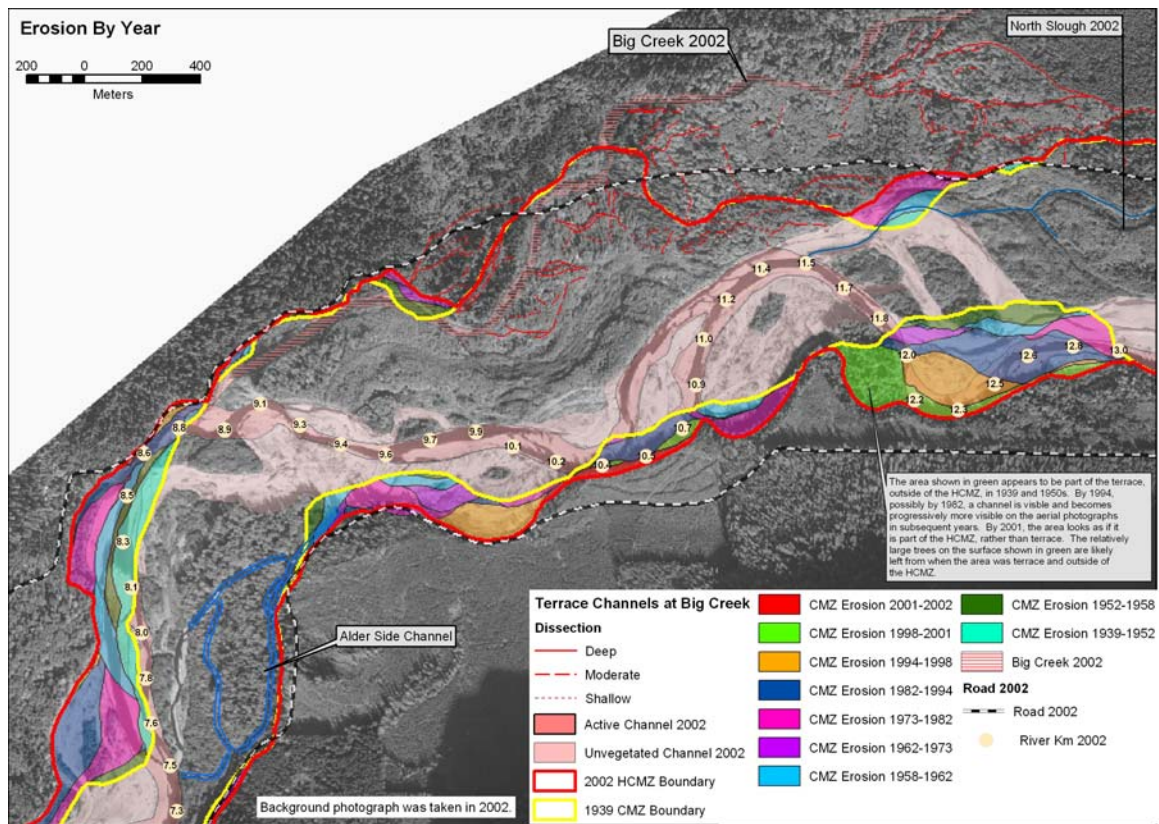 Erosion By Year
200 0 200 400
Meters
Big Creek 2002
North Slough 2002
11.5
11.4
11.7
11.2
11.8
11.0
12.0
12.6
12.8
13.0
10.9
12.5
12.2
12.3
9.1
8.8
8.9
9.3
9.4
9.6
9.7
9.9
10.1
10.2
10.4
10.5
10.7
8.6
8.5
8.3
8.1
8.0
7.8
7.6
7.5
7.3
The area shown in green appears to be part of the terrace,
outside of the HCMZ, in 1939 and 1950s. By 1994,
possibly by 1982, a channel is visble and becomes
progressively more visible on the aerial photographs
in subsequent years. By 2001, the area looks as if it
is part of the HCMZ, rather than terrace. The relatively
large trees on the surface shown in green are likely
left from when the area was terrace and outside of
the HCMZ.
Alder Side Channel
Background photograph was taken in 2002.
Terrace Channels at Big Creek
Dissection
Deep
Moderate
Shallow
Active Channel 2002
Unvegetated Channel 2002
2002 HCMZ Boundary
1939 CMZ Boundary
CMZ Erosion 2001-2002
CMZ Erosion 1998-2001
CMZ Erosion 1994-1998
CMZ Erosion 1982-1994
CMZ Erosion 1973-1982
CMZ Erosion 1962-1973
CMZ Erosion 1958-1962
CMZ Erosion 1952-1958
CMZ Erosion 1939-1952
Big Creek 2002
Road 2002
Road 2002
River Km 2002